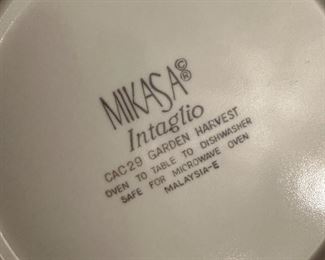 MIKASA©®
Intaglio
CAC29 GARDEN HARVEST
OVEN TO TABLE TO DISHWASHER
SAFE FOR MICROWAVE OVEN
MALAYSIA-E